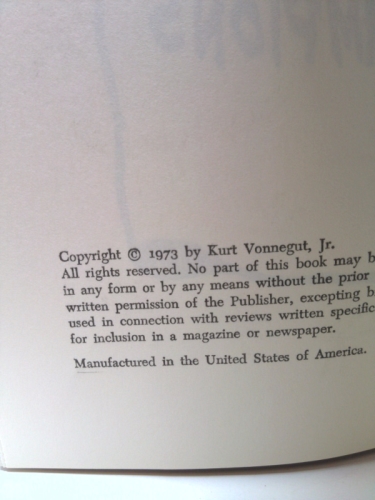 Copyright © 1973 by Kurt Vonnegut, Jr.
All rights reserved. No part of this book may b
in any form or by any means without the prior
written permission of the Publisher, excepting b
used in connection with reviews written specific
for inclusion in a magazine or newspaper.
Manufactured in the United States of America.